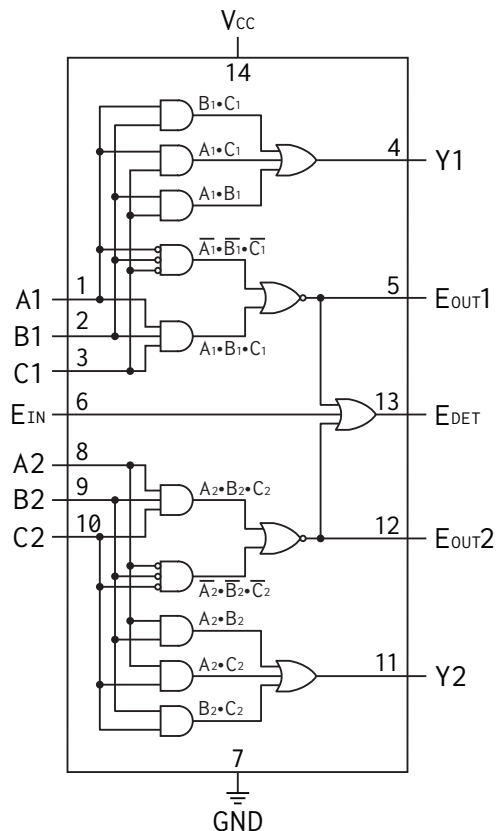 Vcc
14
B1•C1
A1•C1
4
Y1
A1•B1
A̅1•B̅1•C̅1
A1
1
5
EOUT1
B1
2
C1
3
A1•B1•C1
EIN
6
13
EDET
A2
8
B2
9
A2•B2•C2
C2
10
12
EOUT2
A̅2•B̅2•C̅2
A2•B2
A2•C2
11
Y2
B2•C2
7
GND